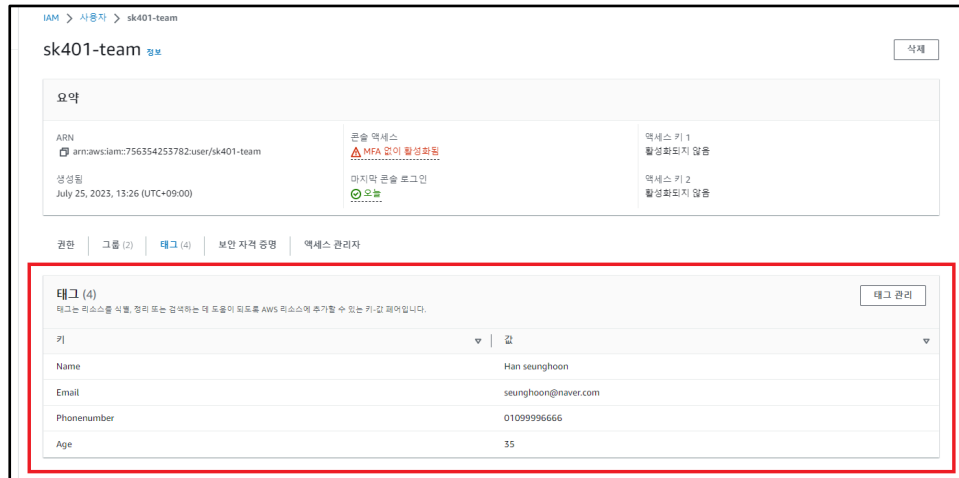 IAM > 사용자 > sk401-team
sk401-team 정보
삭제
요약
ARN
arn:aws:iam::756354253782:user/sk401-team
콘솔 액세스
MFA 없이 활성화됨
액세스 키 1
활성화되지 않음
생성됨
July 25, 2023, 13:26 (UTC+09:00)
마지막 콘솔 로그인
오늘
액세스 키 2
활성화되지 않음
권한 그룹 (2) 태그 (4) 보안 자격 증명 액세스 관리자
태그 (4)
태그 관리
태그는 리소스를 식별, 정리 또는 검색하는 데 도움이 되도록 AWS 리소스에 추가할 수 있는 키-값 페어입니다.
키 값
Name Han seunghoon
Email seunghoon@naver.com
Phonenumber 01099996666
Age 35